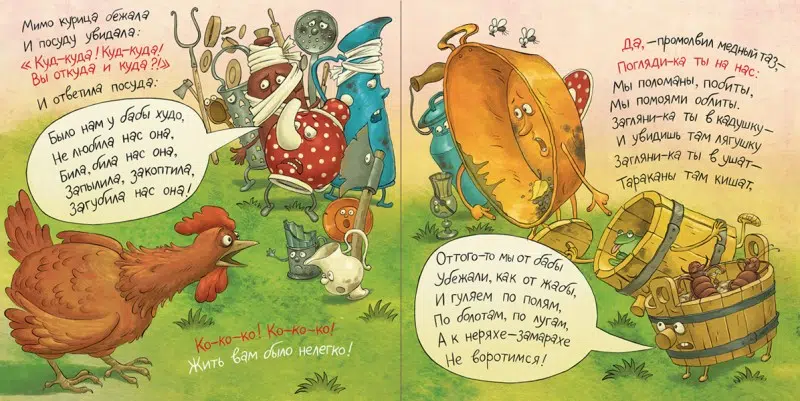 Мимо курица бежала
И посуду увидала:
«Куд-куда! Куд-куда!
Вы откуда и куда?!»
И ответила посуда:
Было нам у бабы худо,
Не любила нас она,
Била, била нас она,
Запылила, закоптила,
Загубила нас она!
Ко-ко-ко! Ко-ко-ко!
Жить вам было нелегко!
Да, – промолвил медный таз,–
Погляди-ка ты на нас:
Мы поломаны, побиты,
Мы помоями облиты.
Загляни-ка ты в кадушку–
И увидишь там лягушку
Загляни-ка ты в ушат–
Тараканы там кишат,
Оттого-то мы от бабы
Убежали, как от жабы,
И гуляем по полям,
По болотам, по лугам,
А к неряхе-замарахе
Не воротимся!